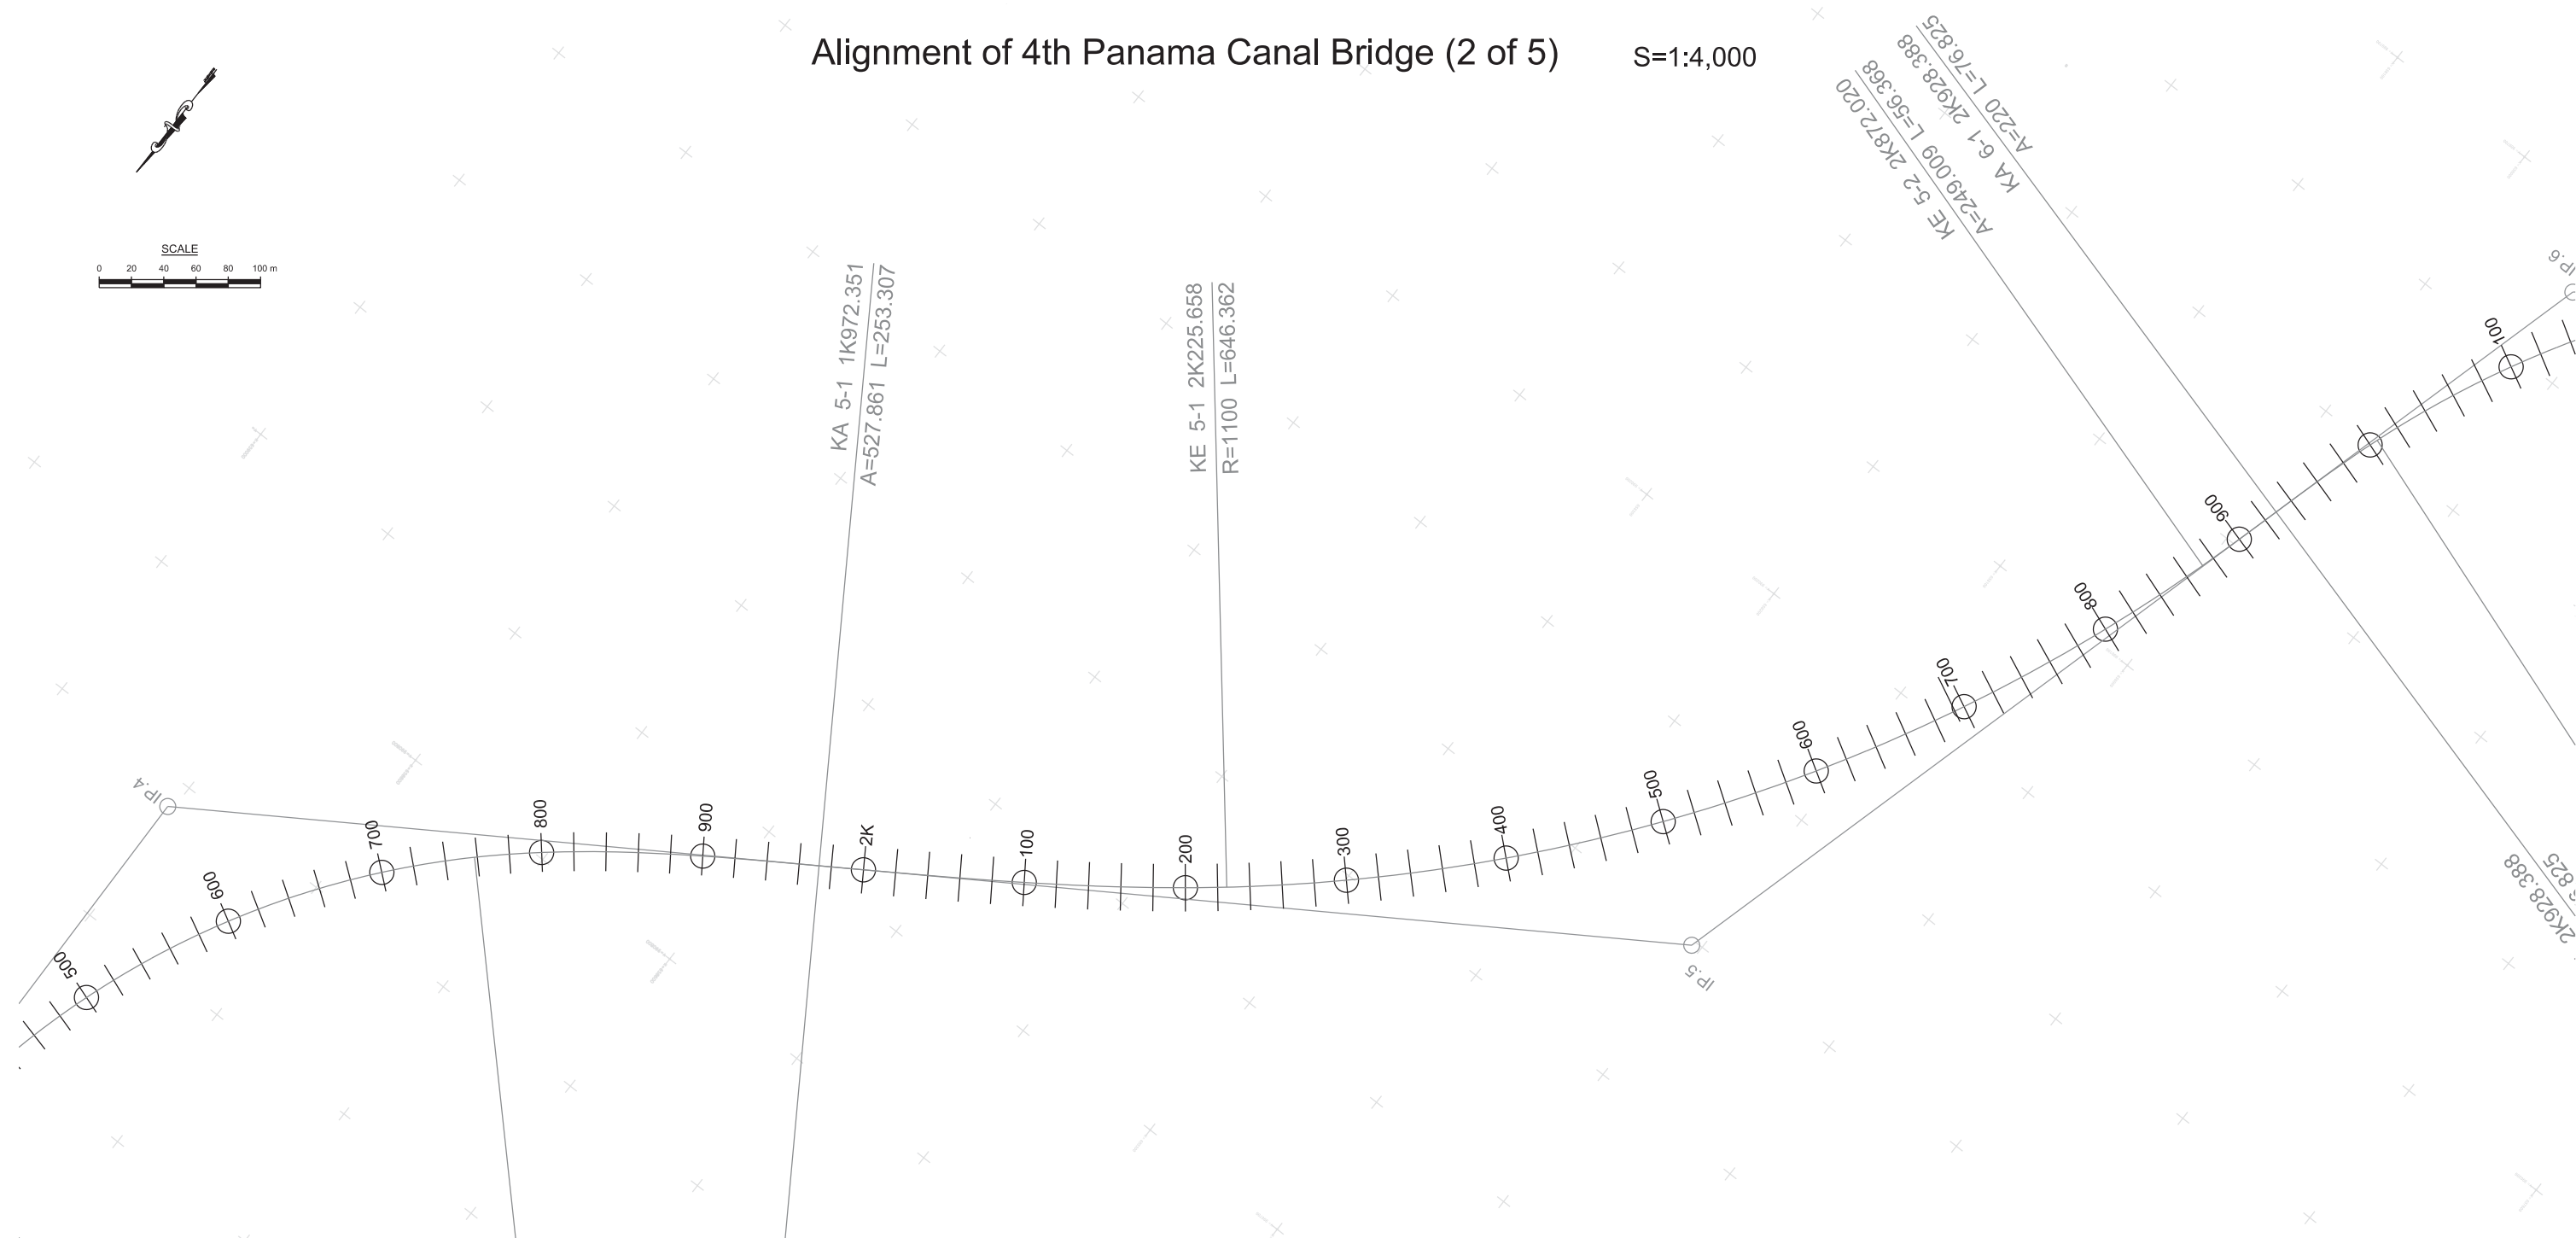 Alignment of 4th Panama Canal Bridge (2 of 5) S=1:4,000
SCALE
0 20 40 60 80 100 m
KA 5-1 1K972.351
A=527.861 L=253.307
KE 5-1 2K225.658
R=1100 L=646.362
KE 5-2 2K872.020
A=249.009 L=56.368
KA 6-1 2K928.388
A=220 L=76.825
IP.4
IP.5
IP.6
500
600
700
800
900
2K
100
200
300
400
500
600
700
800
900
100
2K928.388
6.825